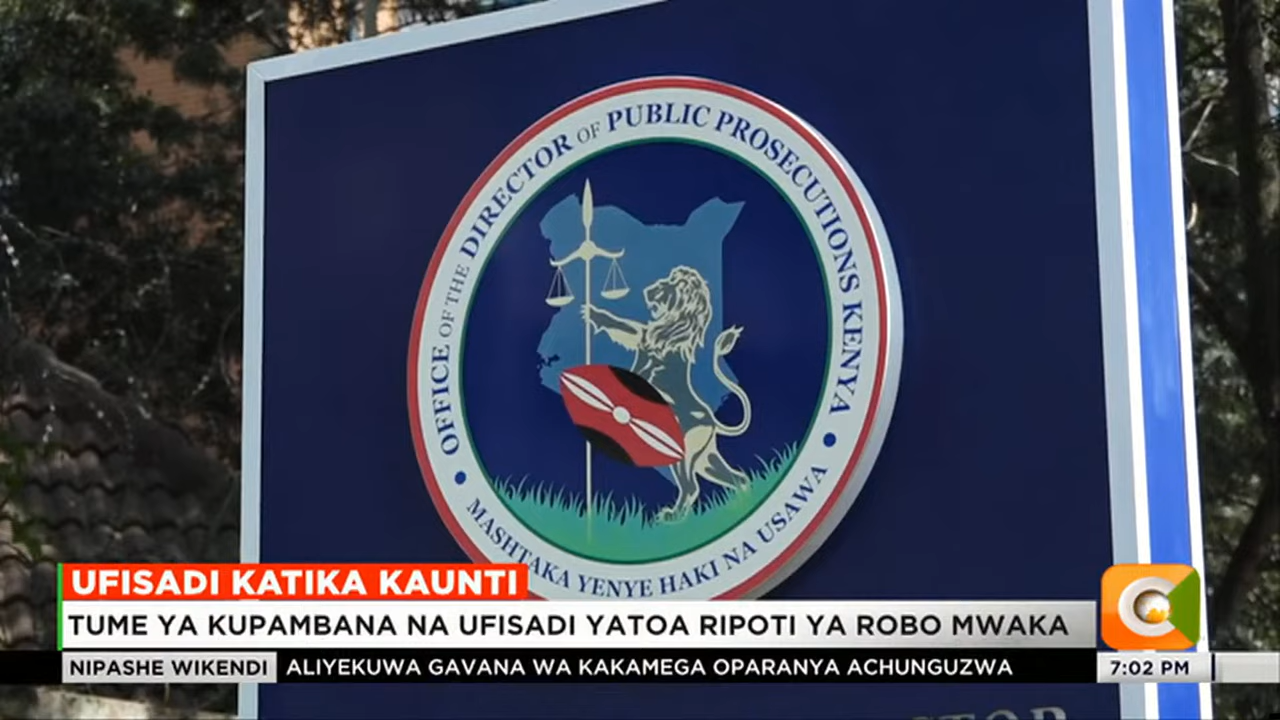 OFFICE OF THE DIRECTOR OF PUBLIC PROSECUTIONS KENYA
MASHTAKA YENYE HAKI NA USAWA
UFISADI KATIKA KAUNTI
TUME YA KUPAMBANA NA UFISADI YATOA RIPOTI YA ROBO MWAKA
NIPASHE WIKENDI ALIYEKUWA GAVANA WA KAKAMEGA OPARANYA ACHUNGUZWA 7:02 PM